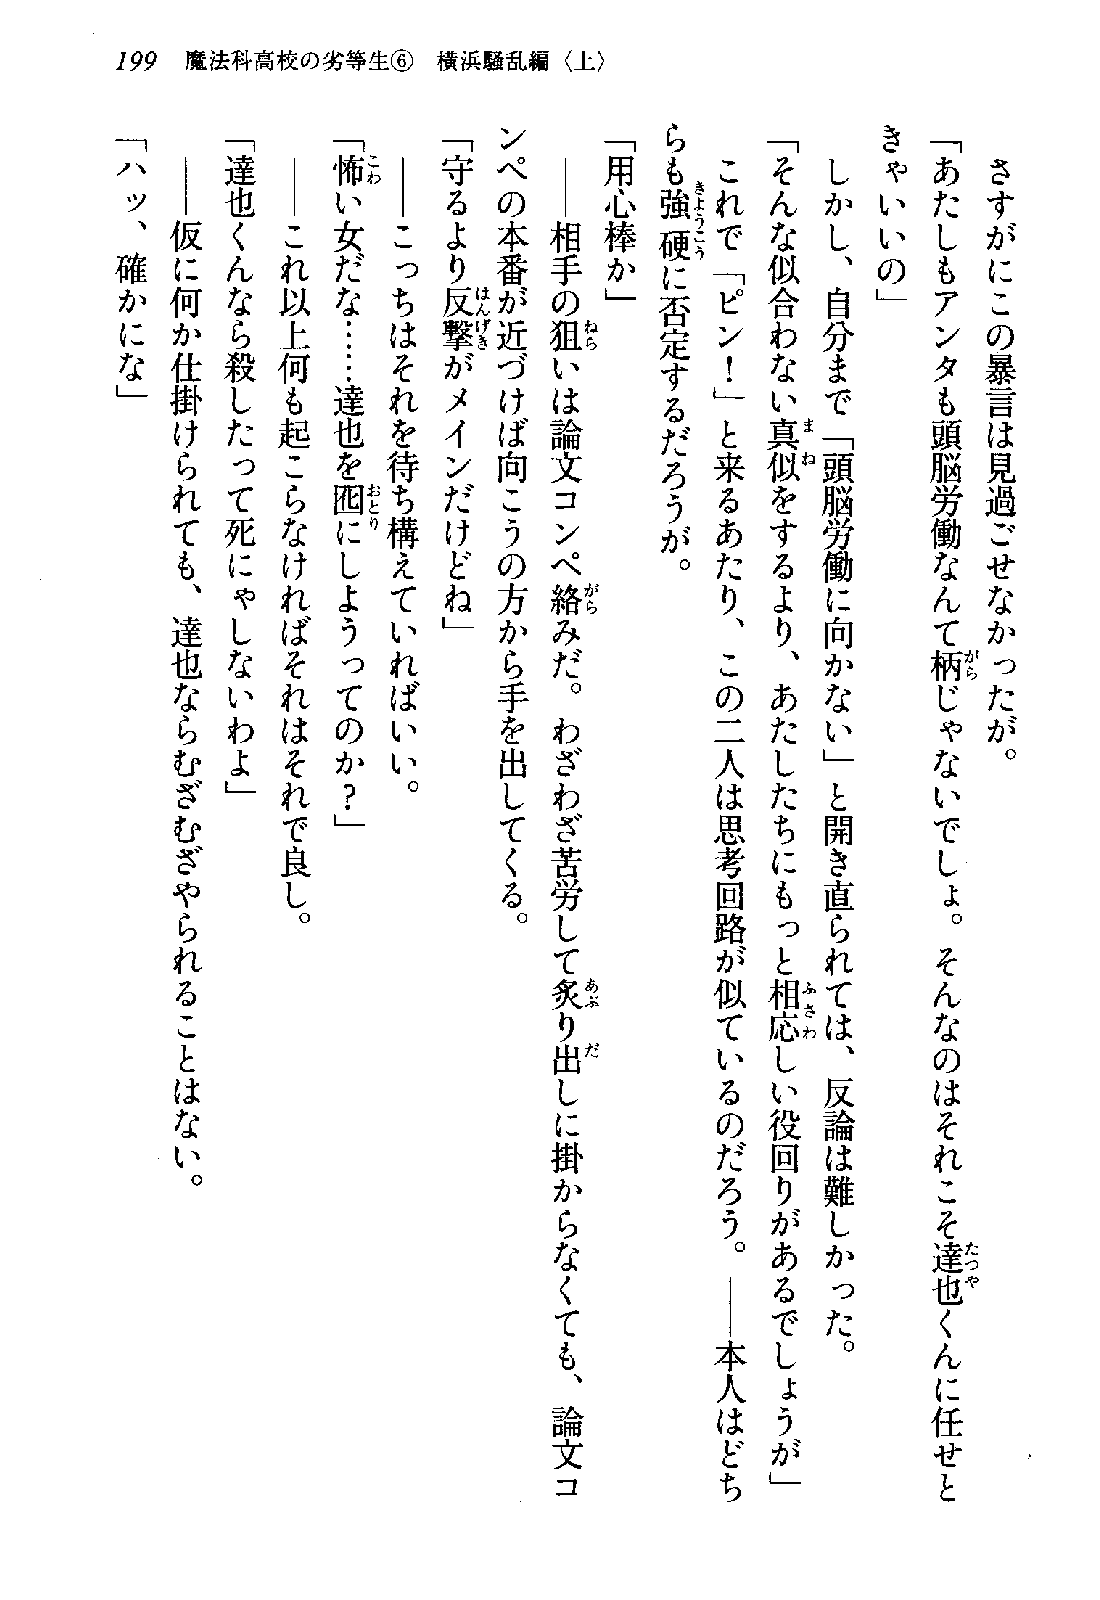 199　魔法科高校の劣等生⑥　横浜騒乱編〈上〉
　さすがにこの暴言は見過ごせなかったが。
「あたしもアンタも頭脳労働なんて柄じゃないでしょ。そんなのはそれこそ達也くんに任せと
きゃいいの」
　しかし、自分まで「頭脳労働に向かない」と開き直られては、反論は難しかった。
「そんな似合わない真似をするより、あたしたちにもっと相応しい役回りがあるでしょうが」
　これで「ピン！」と来るあたり、この二人は思考回路が似ているのだろう。――本人はどち
らも強硬に否定するだろうが。
「用心棒か」
　――相手の狙いは論文コンペ絡みだ。わざわざ苦労して炙り出しに掛からなくても、論文コ
ンペの本番が近づけば向こうの方から手を出してくる。
「守るより反撃がメインだけどね」
　――こっちはそれを待ち構えていればいい。
「怖い女だな……達也を囮にしようってのか？」
　――これ以上何も起こらなければそれはそれで良し。
「達也くんなら殺したって死にゃしないわよ」
　――仮に何か仕掛けられても、達也ならむざむざやられることはない。
「ハッ、確かにな」